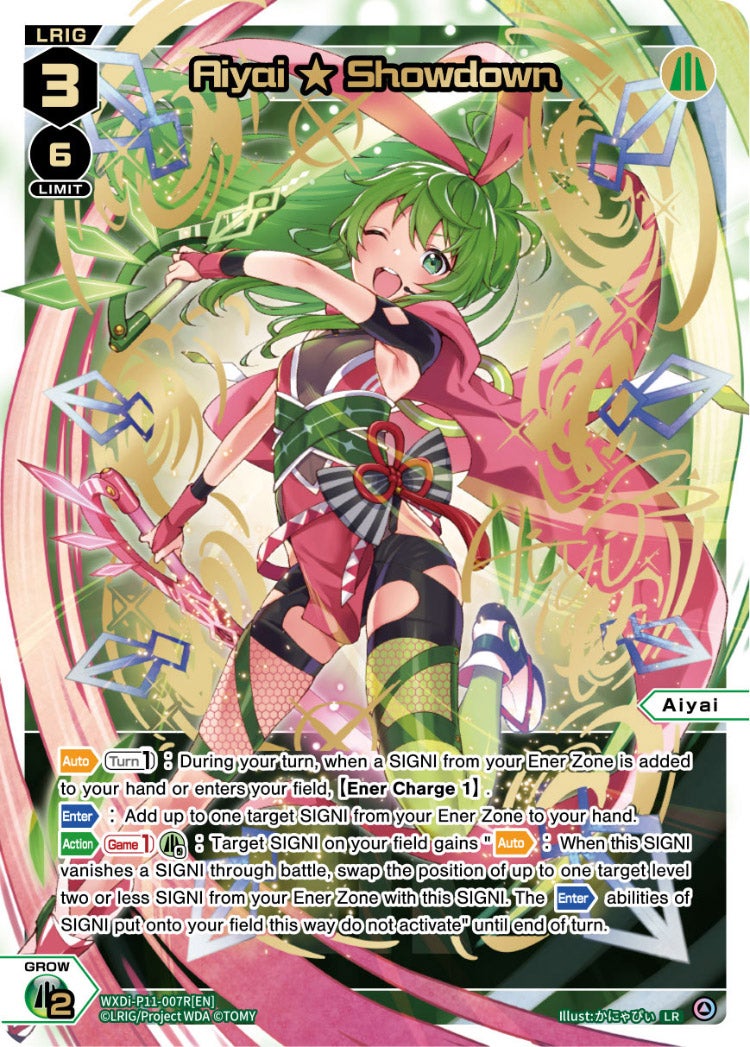 LRIG
3
6
LIMIT
Aiyai ★ Showdown
Aiyai
Auto Turn 1 : During your turn, when a SIGNI from your Ener Zone is added
to your hand or enters your field, 【Ener Charge 1】.
Enter : Add up to one target SIGNI from your Ener Zone to your hand.
Action Game 1 0 : Target SIGNI on your field gains " Auto : When this SIGNI
vanishes a SIGNI through battle, swap the position of up to one target level
two or less SIGNI from your Ener Zone with this SIGNI. The Enter abilities of
SIGNI put onto your field this way do not activate" until end of turn.
GROW
2
WXDi-P11-007R[EN]
©LRIG/Project WDA ©TOMY
Illust:かにゃぴぃ LR